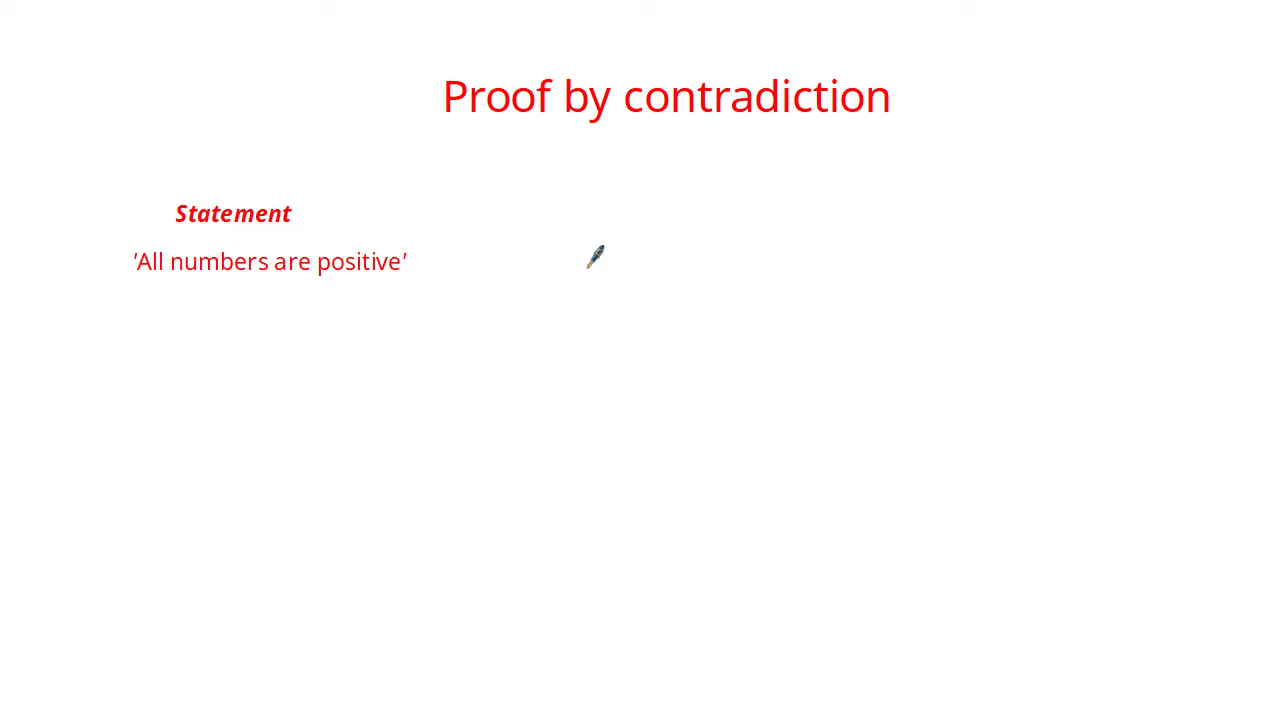 Proof by contradiction
Statement
'All numbers are positive'